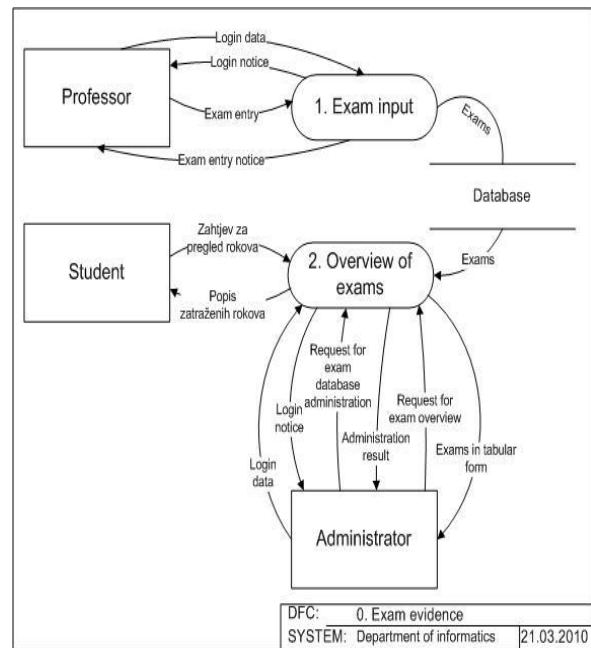 Login data
Login notice
Professor
1. Exam input
Exam entry
Exam entry notice
Exams
Database
Exams
Zahtjev za
pregled rokova
Student
2. Overview of
exams
Popis
zatraženih rokova
Request for
exam
database
administration
Login
notice
Request for
exam overview
Administration
result
Exams in tabular
form
Login
data
Administrator
DFC: 0. Exam evidence
SYSTEM: Department of informatics 21.03.2010